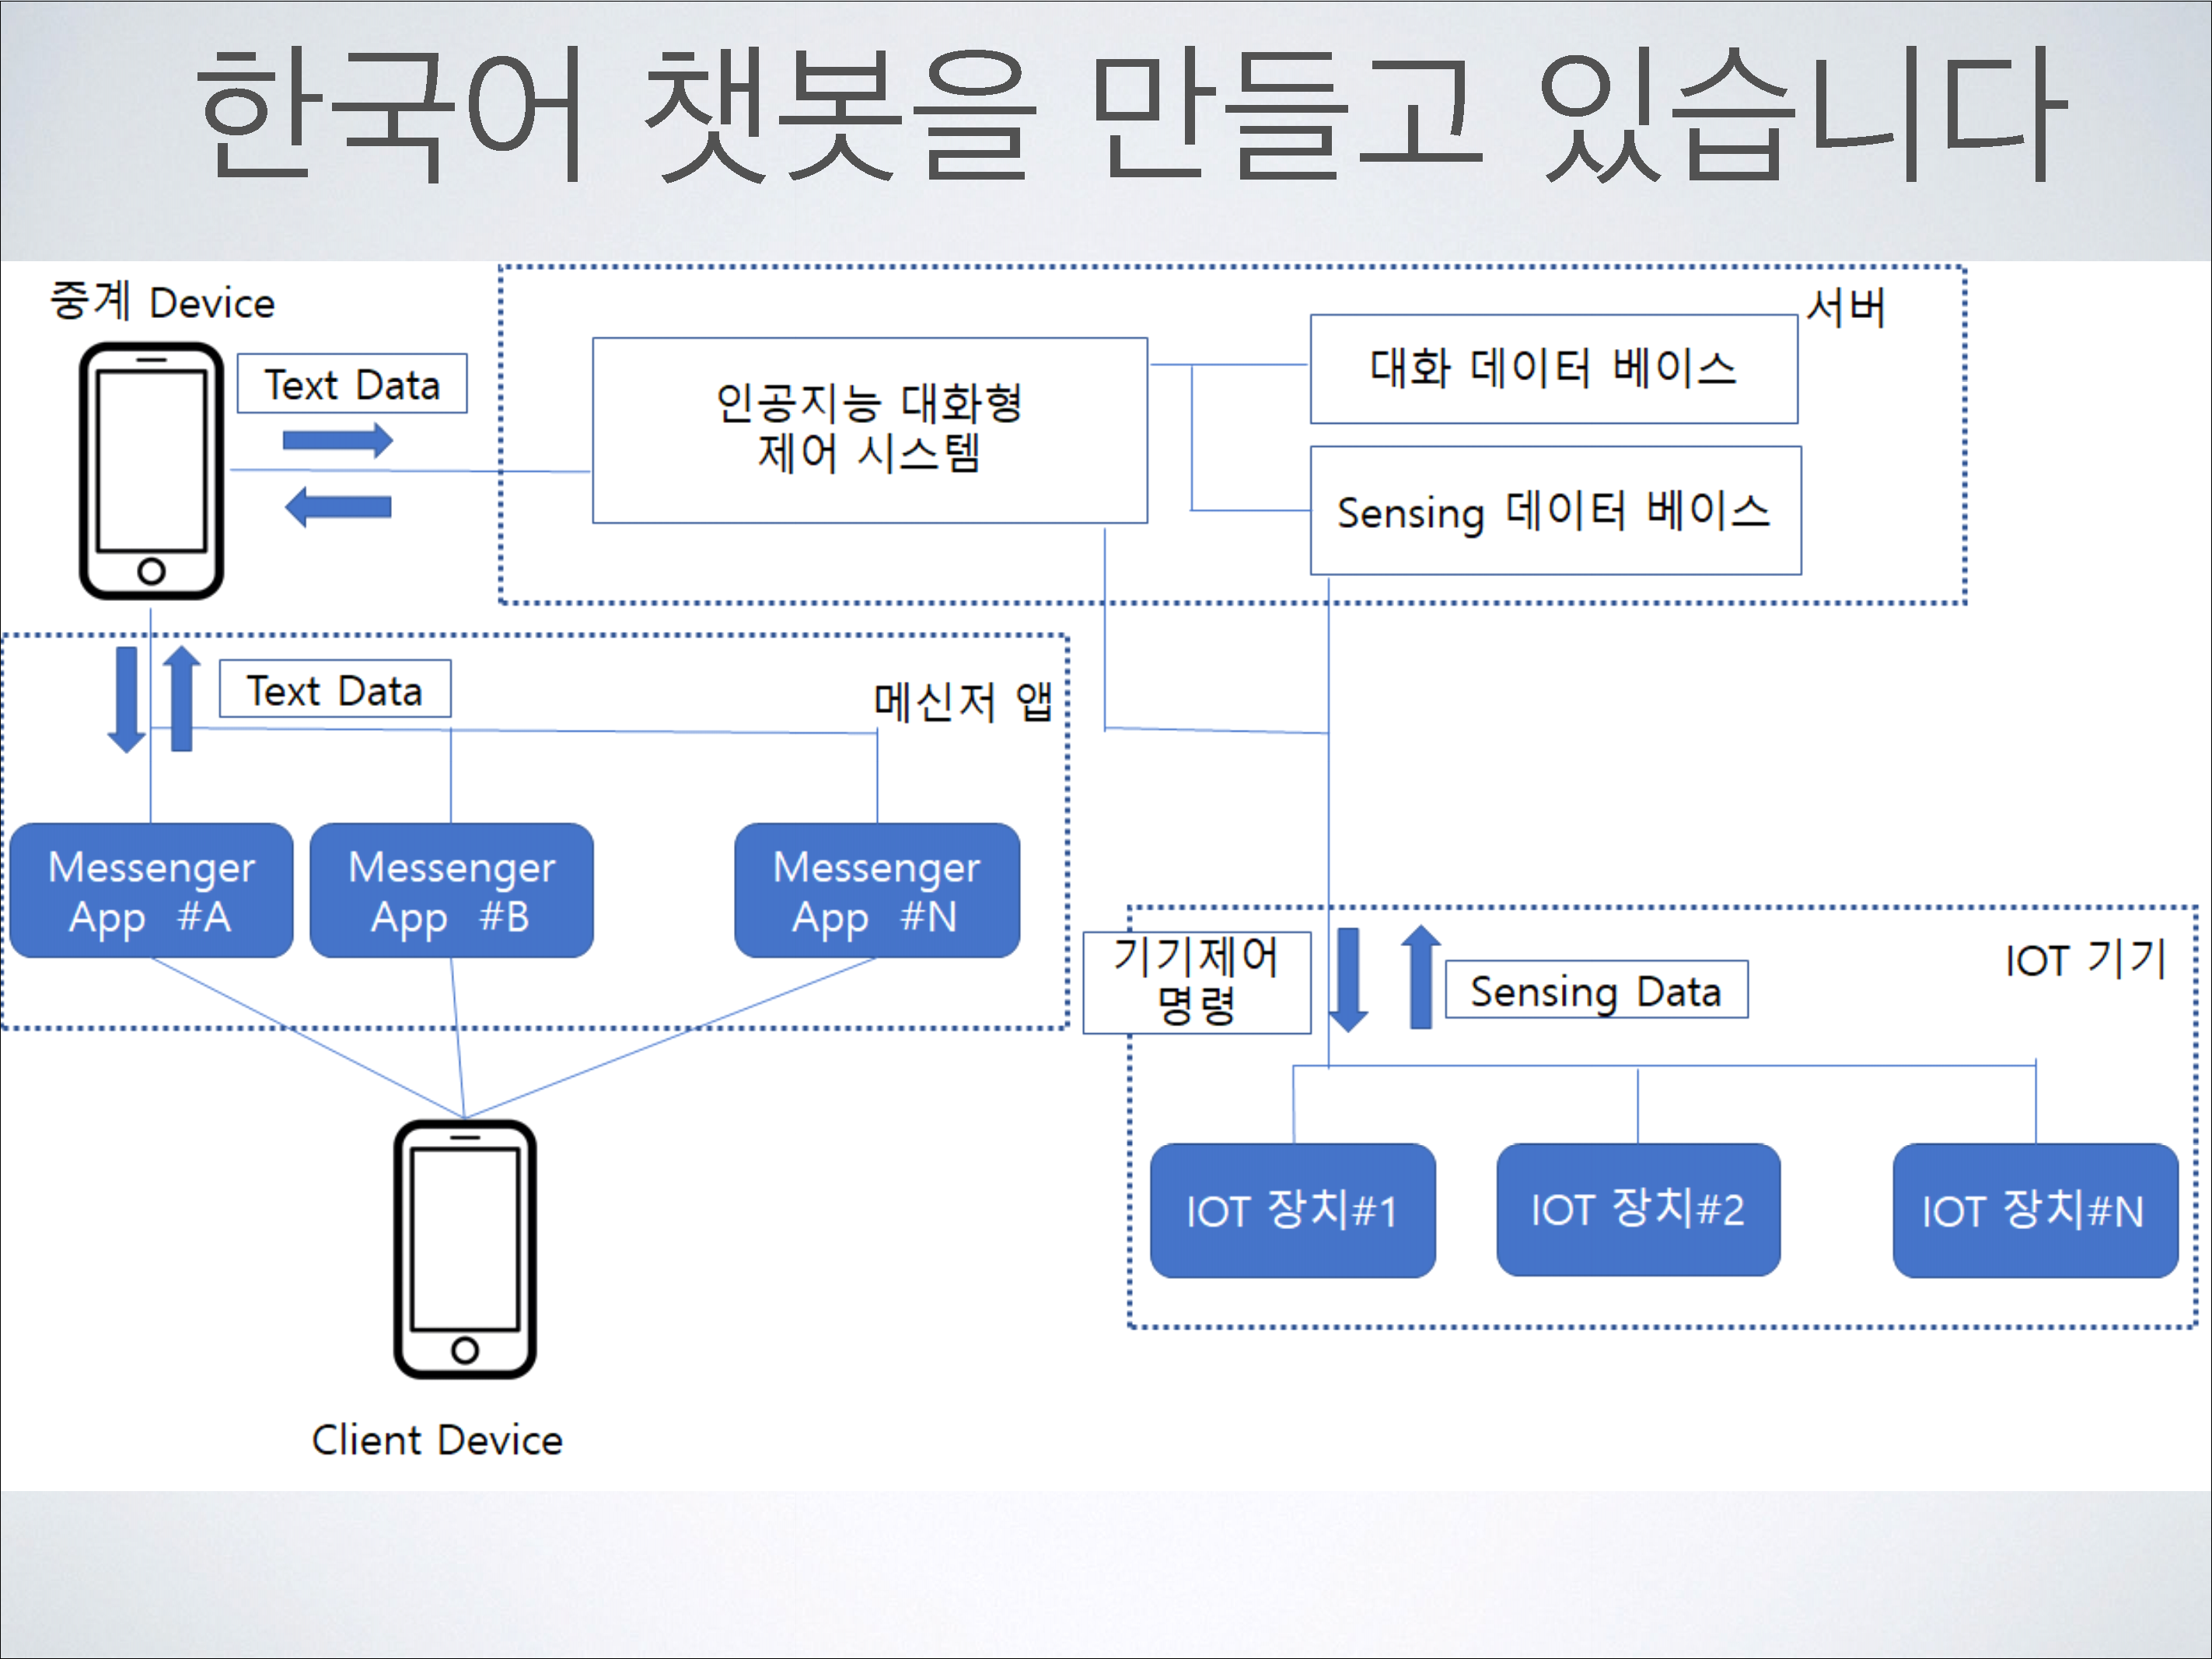 한국어 챗봇을 만들고 있습니다
중계 Device
서버
Text Data
인공지능 대화형
제어 시스템
대화 데이터 베이스
Sensing 데이터 베이스
Text Data
메신저 앱
Messenger
App #A
Messenger
App #B
Messenger
App #N
기기제어
명령
Sensing Data
IOT 기기
IOT 장치#1
IOT 장치#2
IOT 장치#N
Client Device